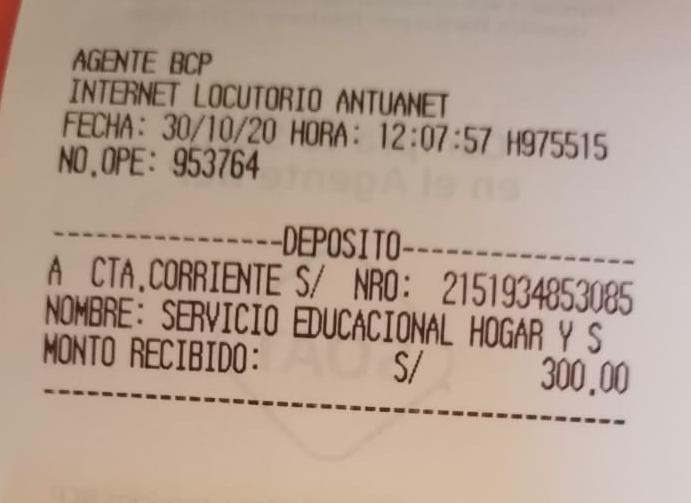 AGENTE BCP
INTERNET LOCUTORIO ANTUANET
FECHA: 30/10/20 HORA: 12:07:57 H975515
NO.OPE: 953764
----------------DEPOSITO----------------
A CTA.CORRIENTE S/ NRO: 2151934853085
NOMBRE: SERVICIO EDUCACIONAL HOGAR Y S
MONTO RECIBIDO: S/ 300.00